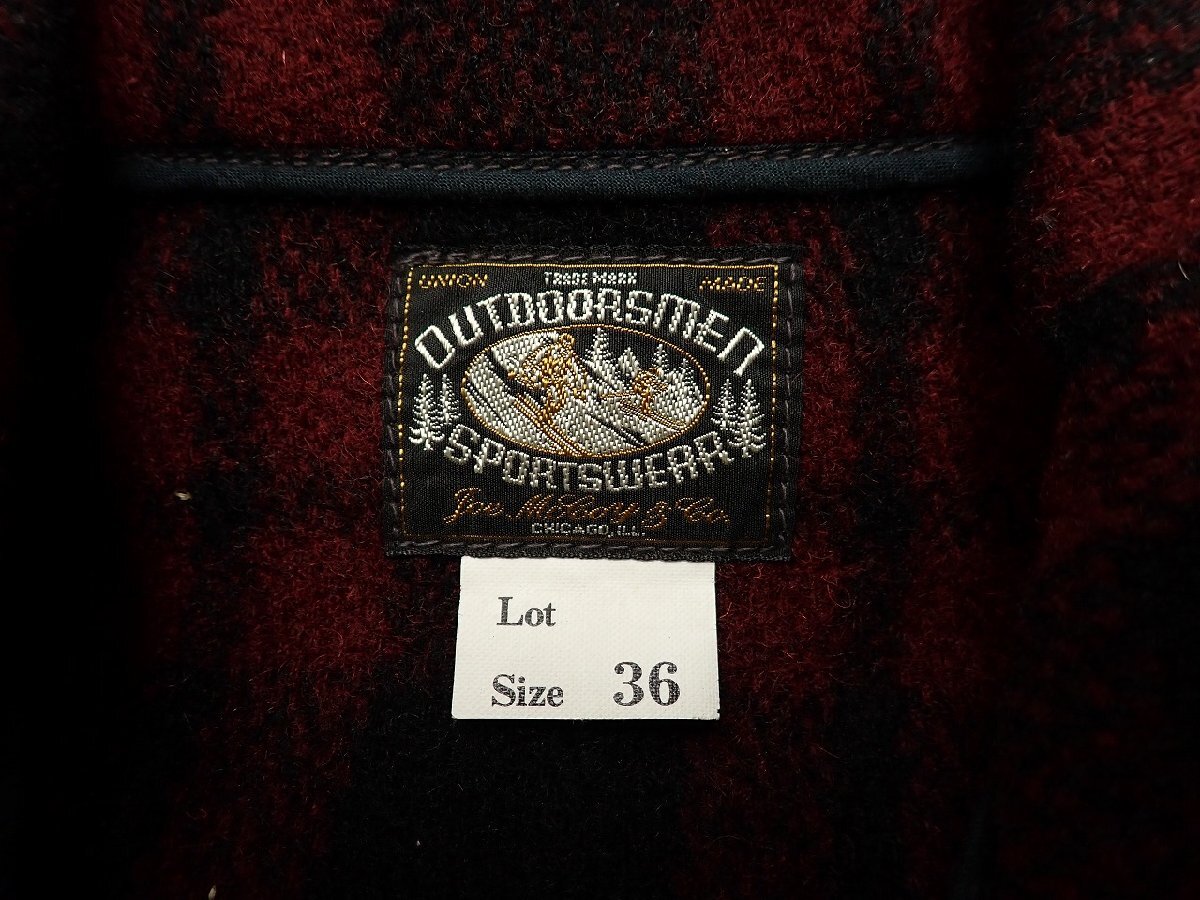 UNION MADE
TRADE MARK
OUTDOORSMEN
SPORTSWEAR
Joe McCoy & Co.
CHICAGO, ILL.
Lot
Size 36